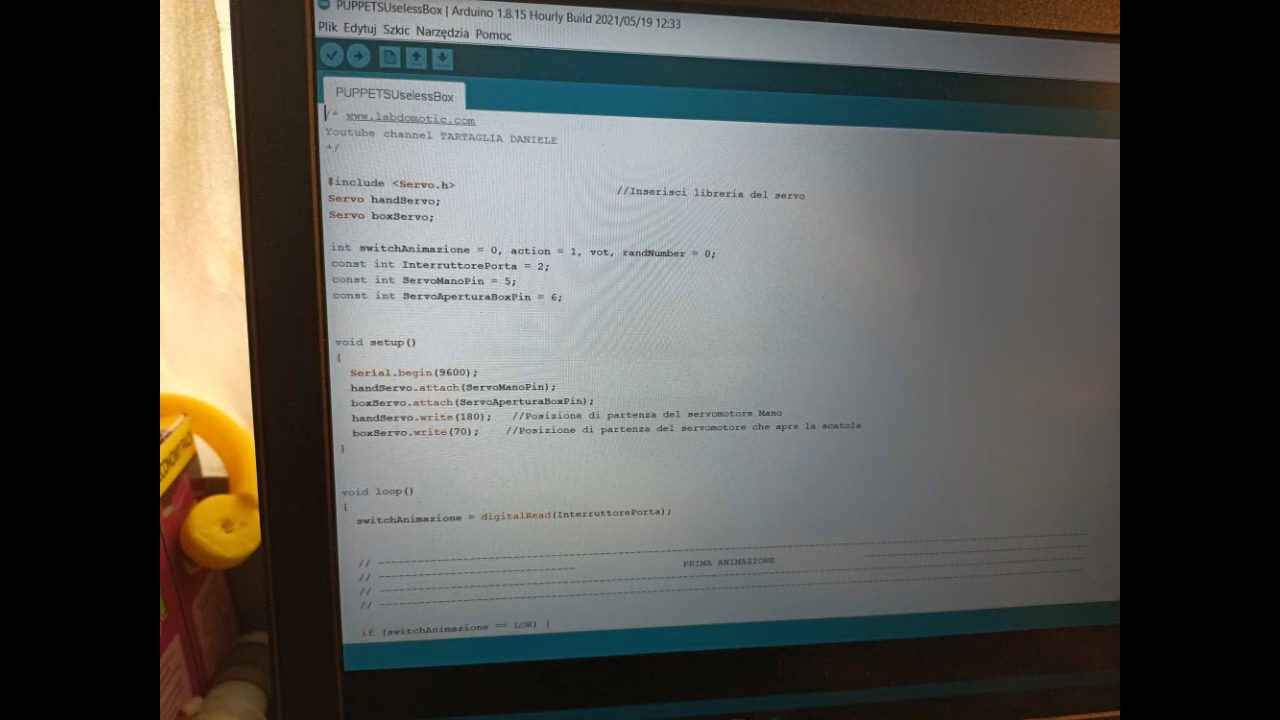 PUPPETSUselessBox | Arduino 1.8.15 Hourly Build 2021/05/19 12:33
Plik Edytuj Szkic Narzędzia Pomoc
PUPPETSUselessBox
/* www.labdomotic.com
Youtube channel TARTAGLIA DANIELE
*/
#include <Servo.h> //Inserisci libreria del servo
Servo handServo;
Servo boxServo;
int switchAnimazione = 0, action = 1, vot, randNumber = 0;
const int InterruttorePorta = 2;
const int ServoManoPin = 5;
const int ServoAperturaBoxPin = 6;
void setup()
{
Serial.begin(9600);
handServo.attach(ServoManoPin);
boxServo.attach(ServoAperturaBoxPin);
handServo.write(180); //Posizione di partenza del servomotore Mano
boxServo.write(70); //Posizione di partenza del servomotore che apre la scatola
}
void loop()
{
switchAnimazione = digitalRead(InterruttorePorta);
// --------------------------------------------------------------------------------
// ---------------------------- PRIMA ANIMAZIONE ----------------------------
// --------------------------------------------------------------------------------
// --------------------------------------------------------------------------------
if (switchAnimazione == LOW) {